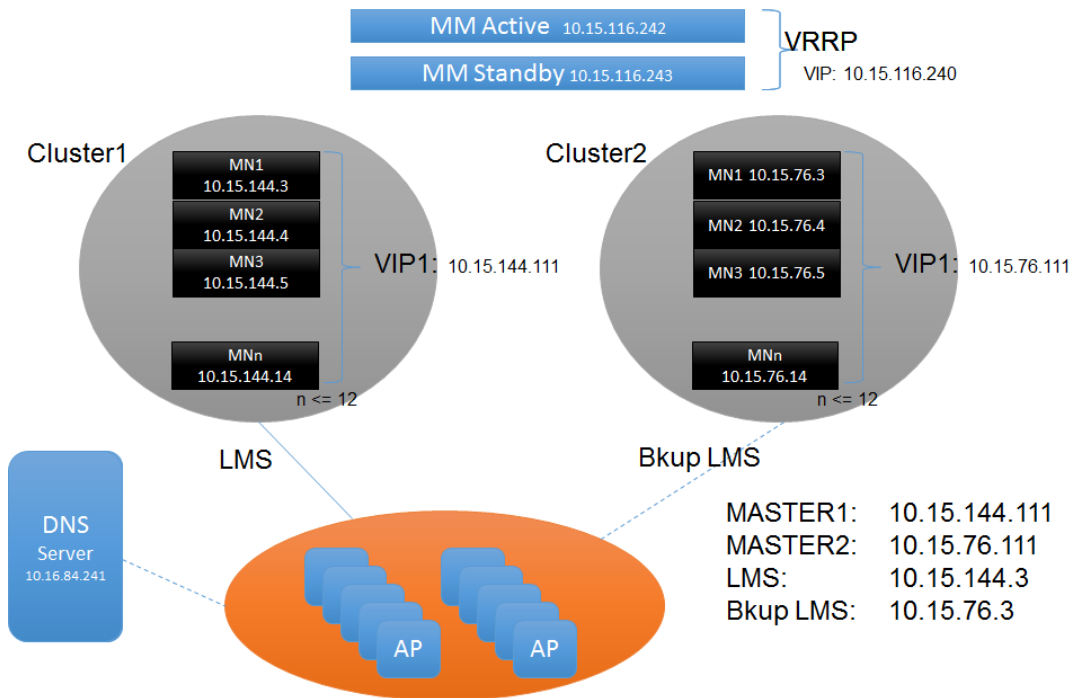 MM Active 10.15.116.242
MM Standby 10.15.116.243
VRRP
VIP: 10.15.116.240
Cluster1
MN1
10.15.144.3
MN2
10.15.144.4
MN3
10.15.144.5
MNn
10.15.144.14
VIP1: 10.15.144.111
n <= 12
Cluster2
MN1 10.15.76.3
MN2 10.15.76.4
MN3 10.15.76.5
MNn
10.15.76.14
VIP1: 10.15.76.111
n <= 12
LMS
Bkup LMS
DNS
Server
10.16.84.241
AP
AP
MASTER1: 10.15.144.111
MASTER2: 10.15.76.111
LMS: 10.15.144.3
Bkup LMS: 10.15.76.3